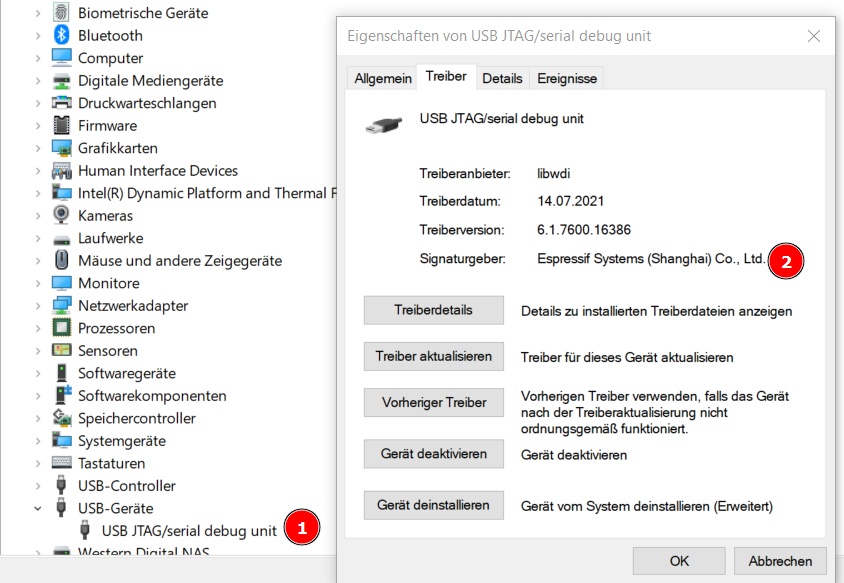 Biometrische Geräte
Bluetooth
Computer
Digitale Mediengeräte
Druckwarteschlangen
Firmware
Grafikkarten
Human Interface Devices
Intel(R) Dynamic Platform and Thermal F
Kameras
Laufwerke
Mäuse und andere Zeigegeräte
Monitore
Netzwerkadapter
Prozessoren
Sensoren
Softwaregeräte
Softwarekomponenten
Speichercontroller
Systemgeräte
Tastaturen
USB-Controller
USB-Geräte
USB JTAG/serial debug unit 1
Western Digital NAS
Eigenschaften von USB JTAG/serial debug unit
Allgemein Treiber Details Ereignisse
USB JTAG/serial debug unit
Treiberanbieter: libwdi
Treiberdatum: 14.07.2021
Treiberversion: 6.1.7600.16386
Signaturgeber: Espressif Systems (Shanghai) Co., Ltd. 2
Treiberdetails Details zu installierten Treiberdateien anzeigen
Treiber aktualisieren Treiber für dieses Gerät aktualisieren
Vorheriger Treiber Vorherigen Treiber verwenden, falls das Gerät
nach der Treiberaktualisierung nicht
ordnungsgemäß funktioniert.
Gerät deaktivieren Gerät deaktivieren
Gerät deinstallieren Gerät vom System deinstallieren (Erweitert)
OK Abbrechen